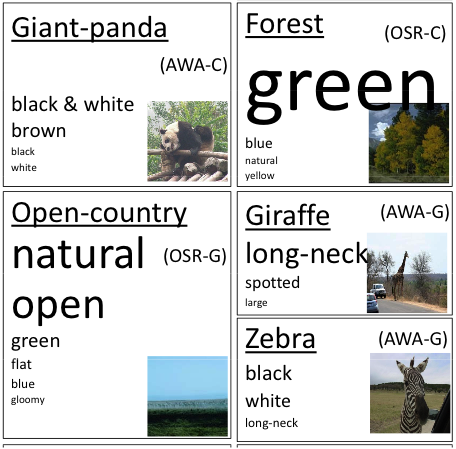 Giant-panda
(AWA-C)
black & white
brown
black
white
Forest
(OSR-C)
green
blue
natural
yellow
Open-country
natural
(OSR-G)
open
green
flat
blue
gloomy
Giraffe
(AWA-G)
long-neck
spotted
large
Zebra
(AWA-G)
black
white
long-neck